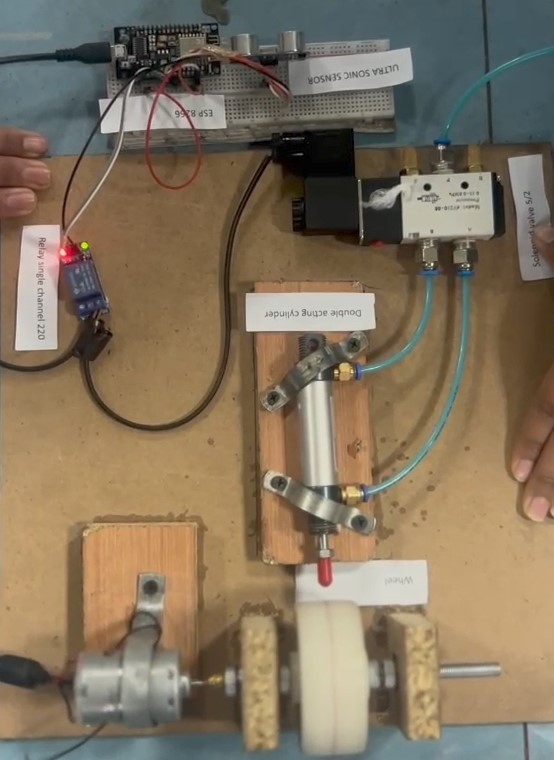 ULTRA SONIC SENSOR
ESP 8266
Solenoid valve 5/2
Relay single channel 220
Double acting cylinder
Wheel